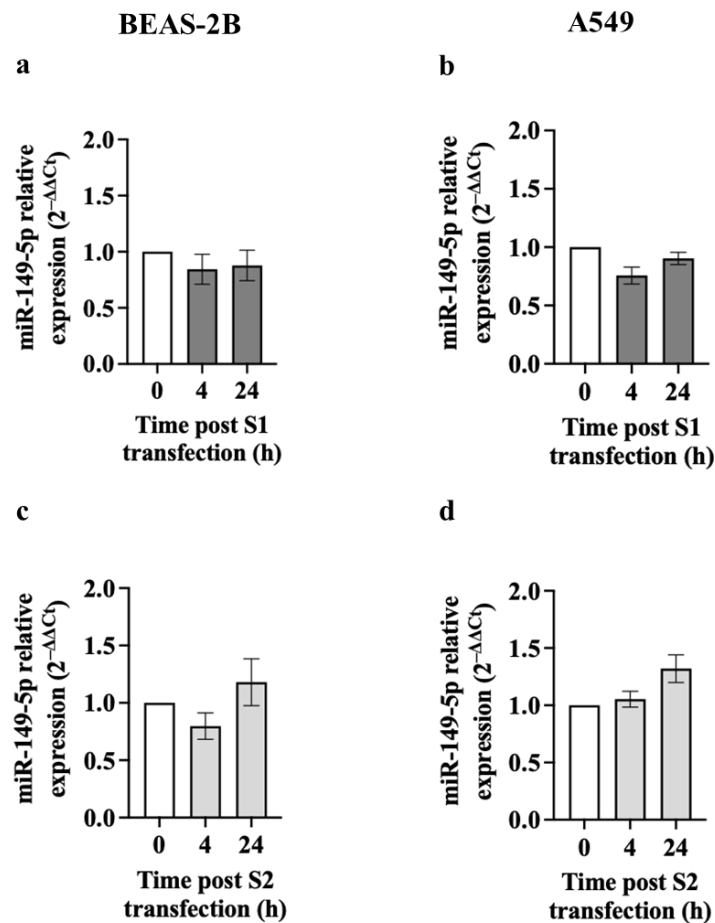 BEAS-2B
A549
a
miR-149-5p relative
expression (2⁻ΔΔCt)
2.0
1.5
1.0
0.5
0.0
0 4 24
Time post S1
transfection (h)
b
miR-149-5p relative
expression (2⁻ΔΔCt)
2.0
1.5
1.0
0.5
0.0
0 4 24
Time post S1
transfection (h)
c
miR-149-5p relative
expression (2⁻ΔΔCt)
2.0
1.5
1.0
0.5
0.0
0 4 24
Time post S2
transfection (h)
d
miR-149-5p relative
expression (2⁻ΔΔCt)
2.0
1.5
1.0
0.5
0.0
0 4 24
Time post S2
transfection (h)